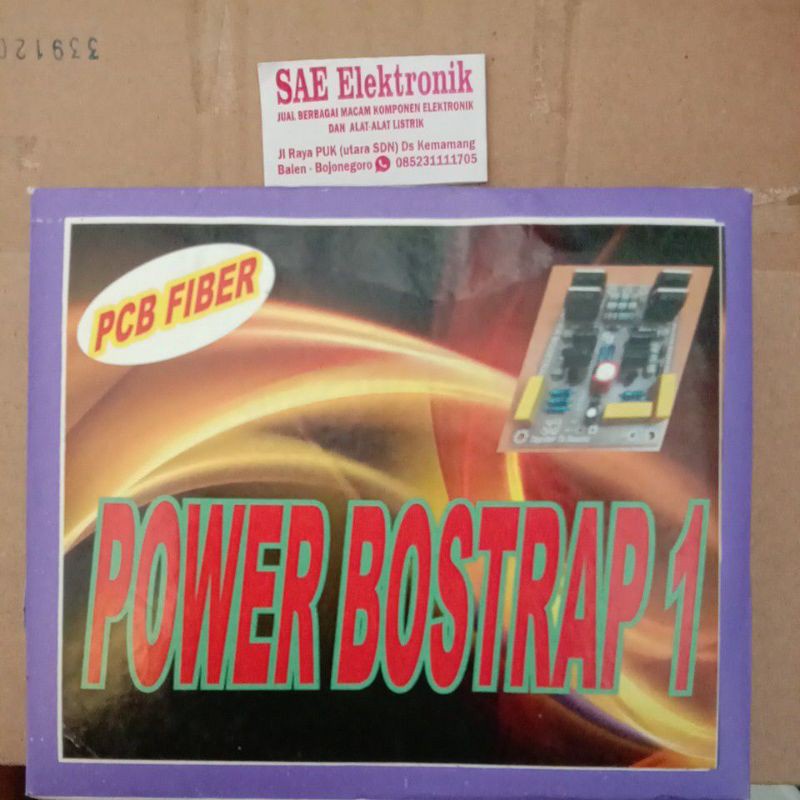 SAE Elektronik
JUAL BERBAGAI MACAM KOMPONEN ELEKTRONIK
DAN ALAT-ALAT LISTRIK
Jl Raya PUK (utara SDN) Ds Kemamang
Balen - Bojonegoro 085231111705
PCB FIBER
POWER BOSTRAP 1